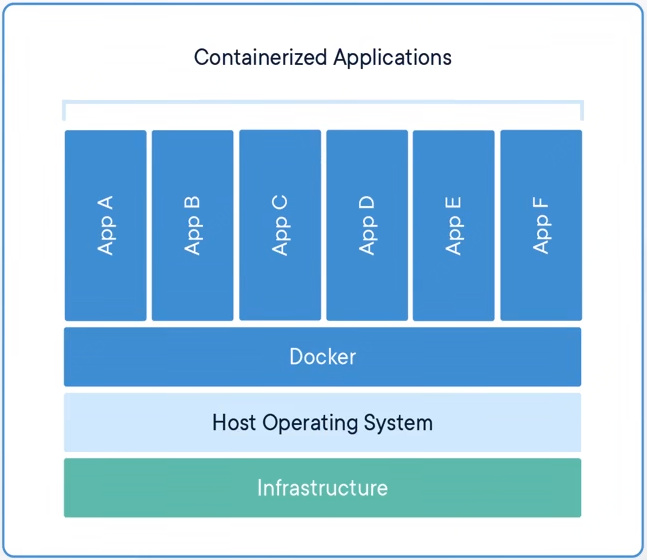 Containerized Applications
App A
App B
App C
App D
App E
App F
Docker
Host Operating System
Infrastructure